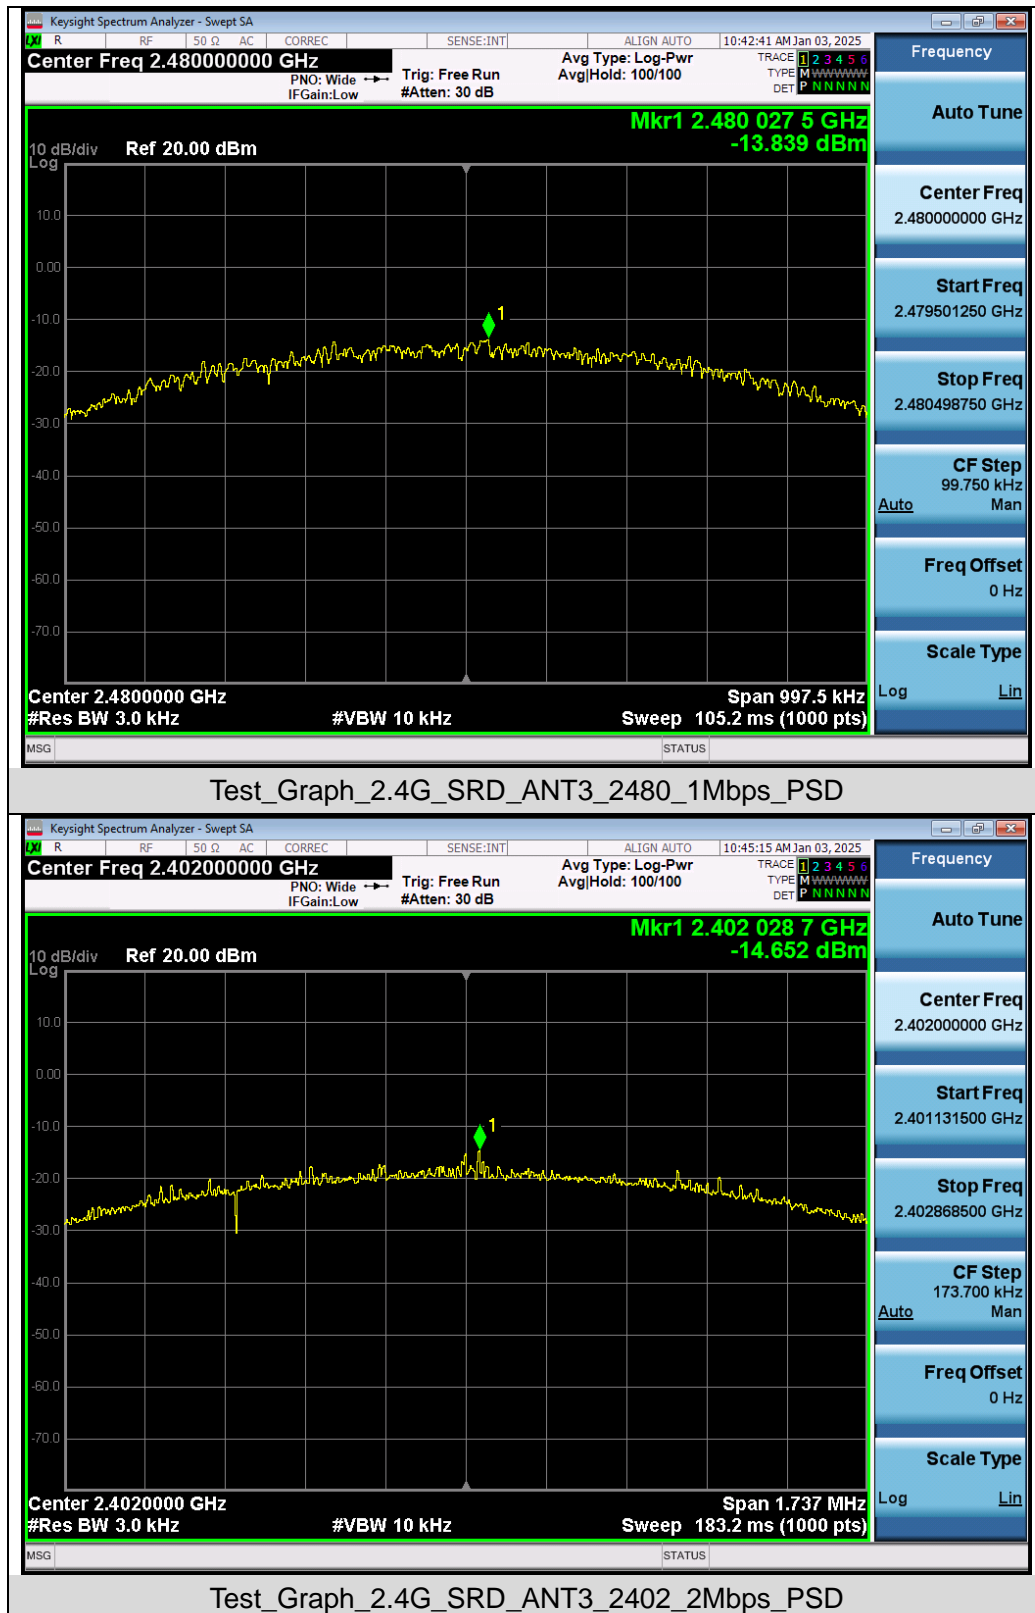 Keysight Spectrum Analyzer - Swept SA
LXI R RF 50 Ω AC CORREC SENSE:INT ALIGN AUTO 10:42:41 AM Jan 03, 2025
Center Freq 2.480000000 GHz
PNO: Wide
IFGain:Low
Trig: Free Run
#Atten: 30 dB
Avg Type: Log-Pwr
Avg|Hold: 100/100
TRACE 1 2 3 4 5 6
TYPE M W W W W W
DET P N N N N N
Mkr1 2.480 027 5 GHz
-13.839 dBm
10 dB/div Ref 20.00 dBm
Log
10.0
0.00
-10.0
-20.0
-30.0
-40.0
-50.0
-60.0
-70.0
1
Center 2.4800000 GHz Span 997.5 kHz
#Res BW 3.0 kHz #VBW 10 kHz Sweep 105.2 ms (1000 pts)
MSG STATUS
Frequency
Auto Tune
Center Freq
2.480000000 GHz
Start Freq
2.479501250 GHz
Stop Freq
2.480498750 GHz
CF Step
99.750 kHz
Auto Man
Freq Offset
0 Hz
Scale Type
Log Lin
Test_Graph_2.4G_SRD_ANT3_2480_1Mbps_PSD
Keysight Spectrum Analyzer - Swept SA
LXI R RF 50 Ω AC CORREC SENSE:INT ALIGN AUTO 10:45:15 AM Jan 03, 2025
Center Freq 2.402000000 GHz
PNO: Wide
IFGain:Low
Trig: Free Run
#Atten: 30 dB
Avg Type: Log-Pwr
Avg|Hold: 100/100
TRACE 1 2 3 4 5 6
TYPE M W W W W W
DET P N N N N N
Mkr1 2.402 028 7 GHz
-14.652 dBm
10 dB/div Ref 20.00 dBm
Log
10.0
0.00
-10.0
-20.0
-30.0
-40.0
-50.0
-60.0
-70.0
1
Center 2.4020000 GHz Span 1.737 MHz
#Res BW 3.0 kHz #VBW 10 kHz Sweep 183.2 ms (1000 pts)
MSG STATUS
Frequency
Auto Tune
Center Freq
2.402000000 GHz
Start Freq
2.401131500 GHz
Stop Freq
2.402868500 GHz
CF Step
173.700 kHz
Auto Man
Freq Offset
0 Hz
Scale Type
Log Lin
Test_Graph_2.4G_SRD_ANT3_2402_2Mbps_PSD